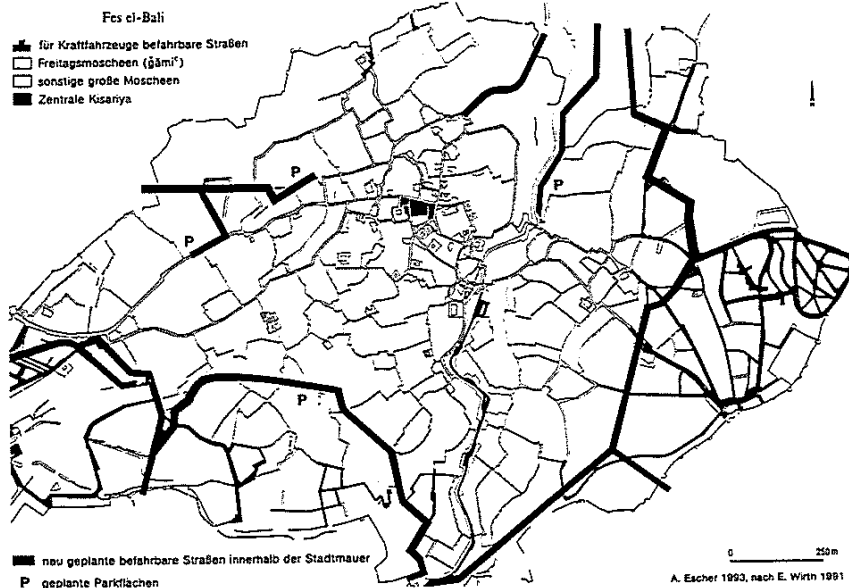 Fes el-Bali
für Kraftfahrzeuge befahrbare Straßen
Freitagsmoscheen (ǧāmiᶜ)
sonstige große Moscheen
Zentrale Kisariya
P
P
P
P
neu geplante befahrbare Straßen innerhalb der Stadtmauer
P geplante Parkflächen
0 250m
A. Escher 1993, nach E. Wirth 1991